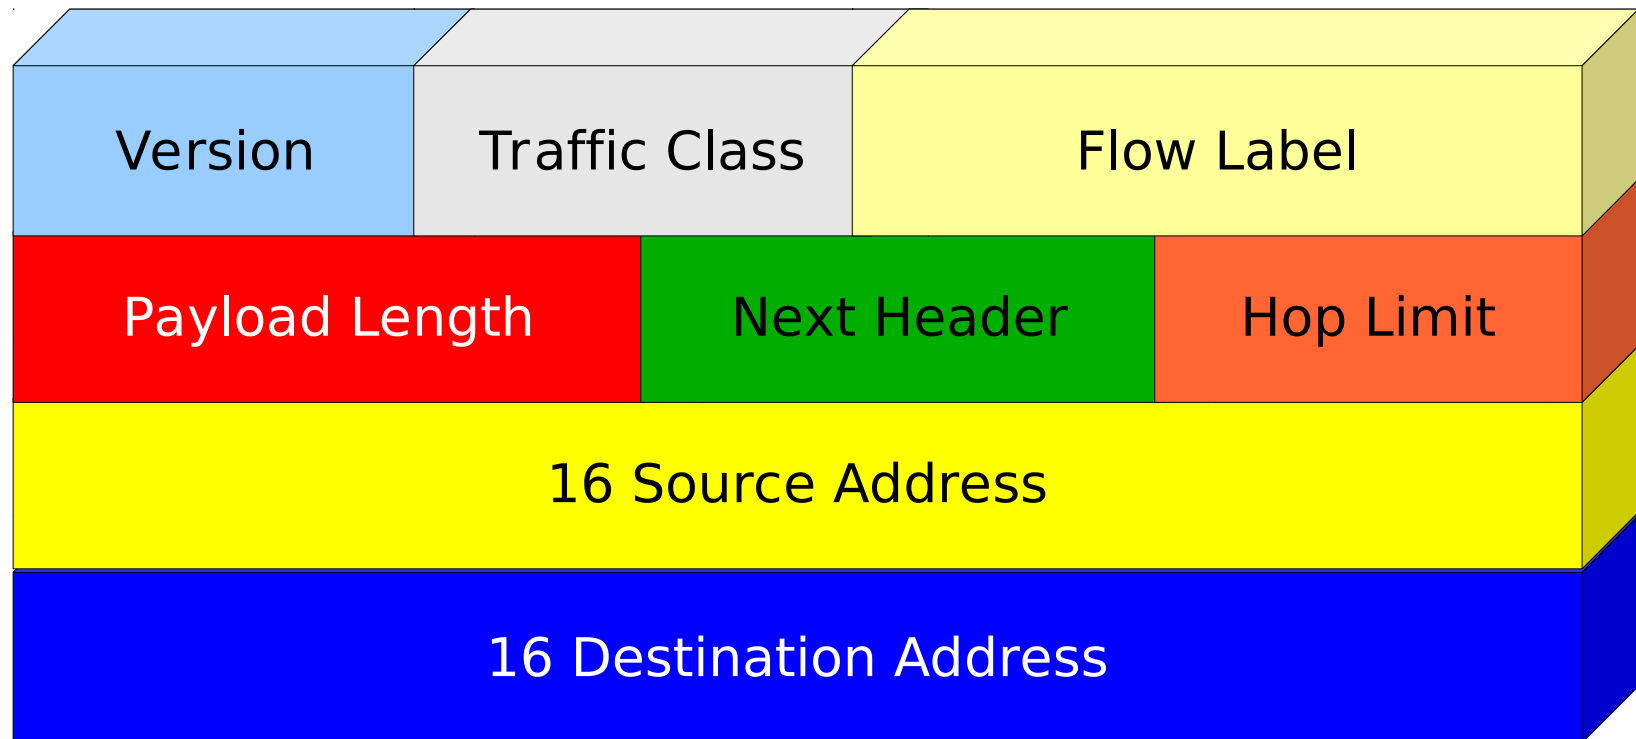 Version
Traffic Class
Flow Label
Payload Length
Next Header
Hop Limit
16 Source Address
16 Destination Address